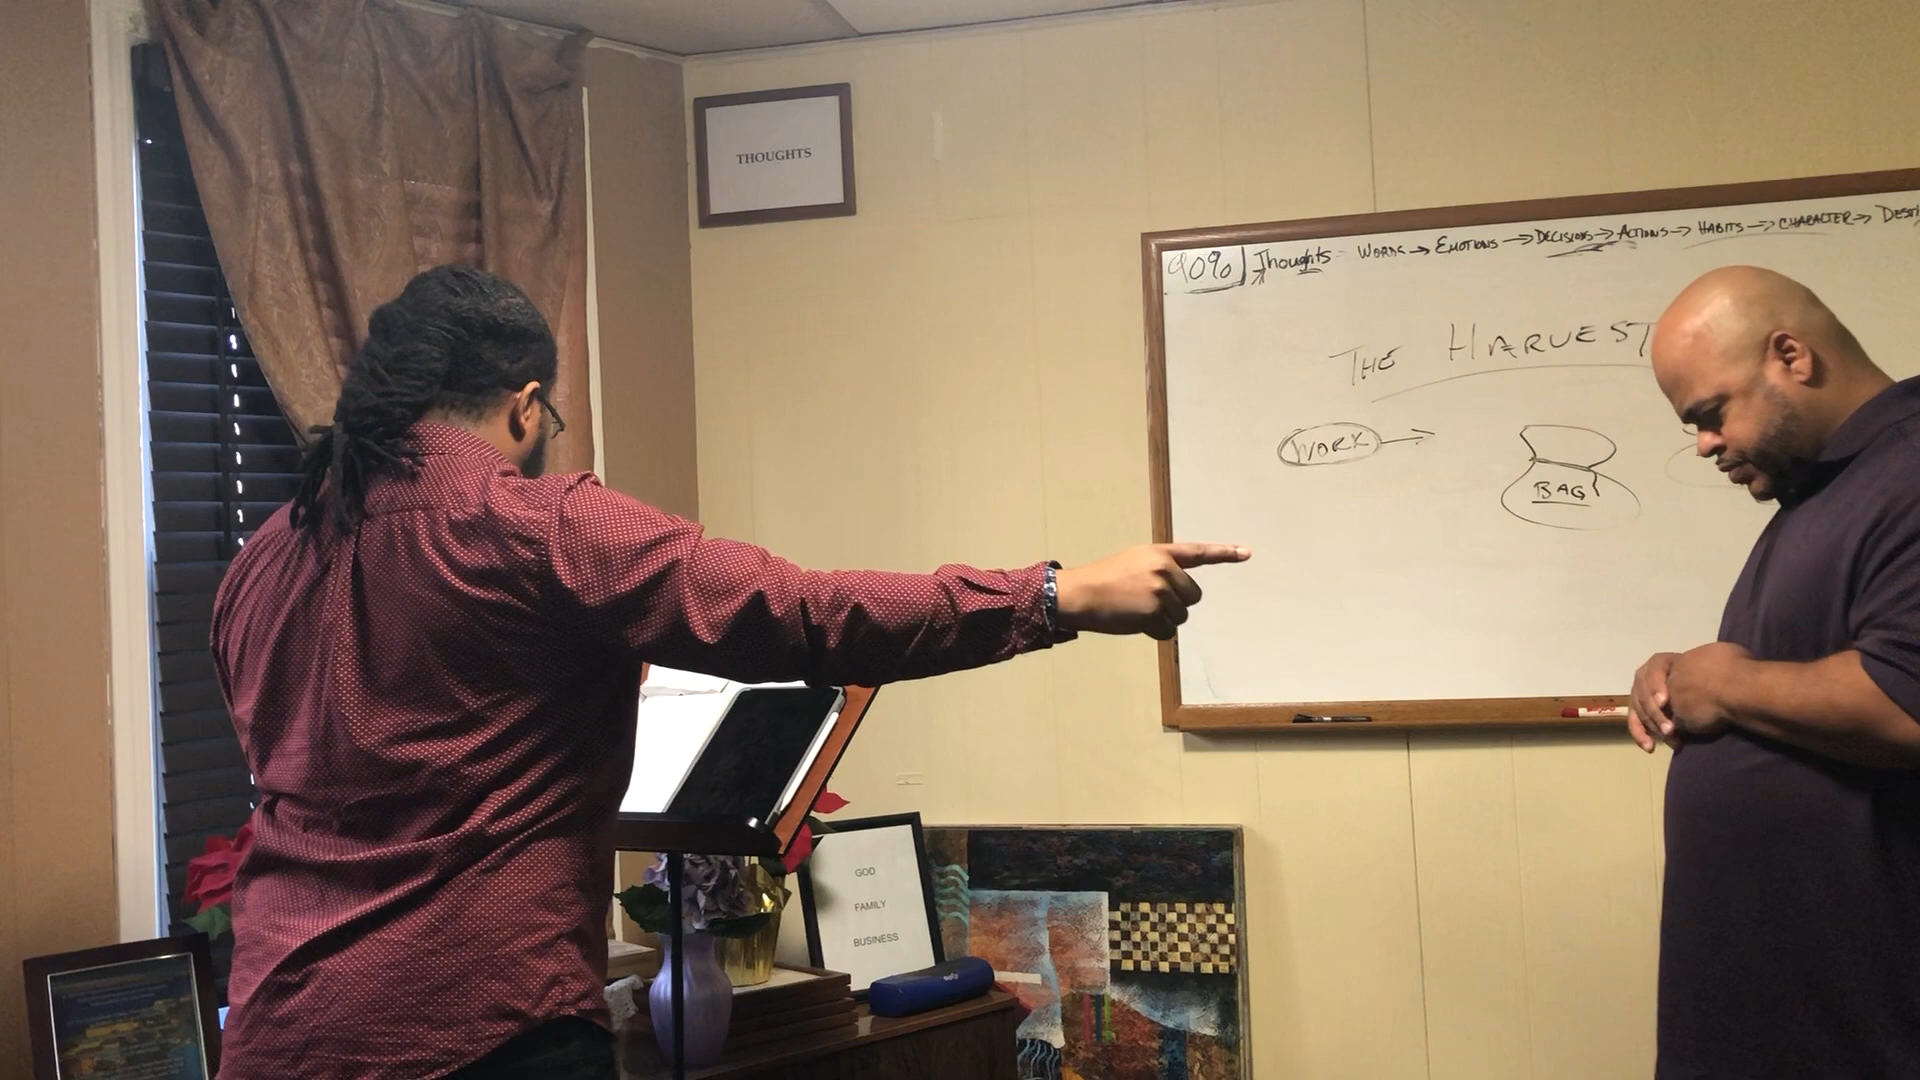 THOUGHTS
90% Thoughts WORDS → EMOTIONS → DECISIONS → ACTIONS → HABITS → CHARACTER → DESTI
THE HARVEST
WORK →
BAG
GOD
FAMILY
BUSINESS